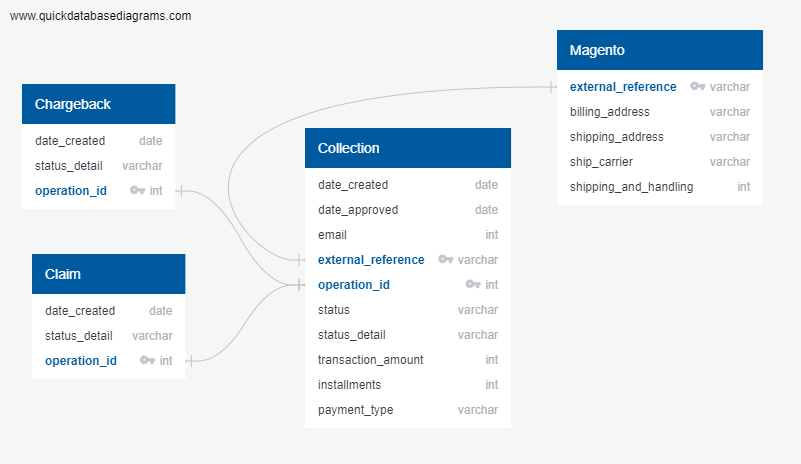 www.quickdatabasediagrams.com
Chargeback
date_created date
status_detail varchar
operation_id int
Claim
date_created date
status_detail varchar
operation_id int
Collection
date_created date
date_approved date
email int
external_reference varchar
operation_id int
status varchar
status_detail varchar
transaction_amount int
installments int
payment_type varchar
Magento
external_reference varchar
billing_address varchar
shipping_address varchar
ship_carrier varchar
shipping_and_handling int